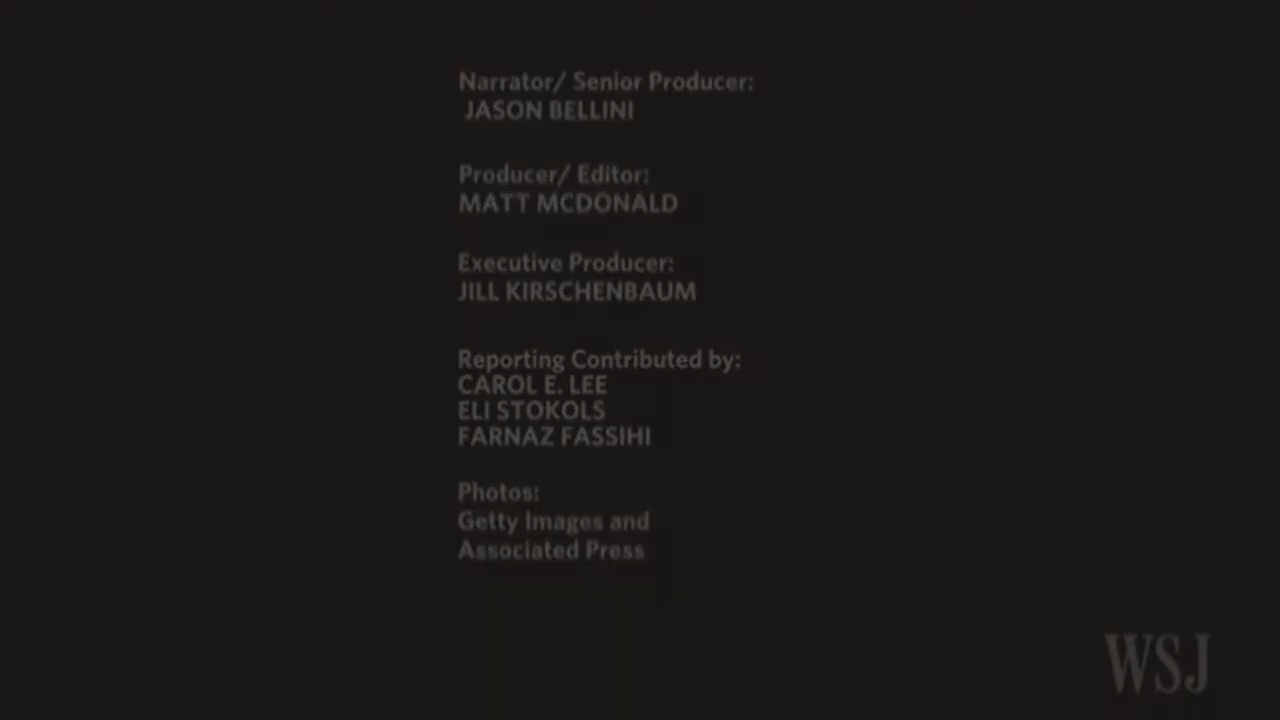 Narrator/ Senior Producer:
JASON BELLINI
Producer/ Editor:
MATT MCDONALD
Executive Producer:
JILL KIRSCHENBAUM
Reporting Contributed by:
CAROL E. LEE
ELI STOKOLS
FARNAZ FASSIHI
Photos:
Getty Images and
Associated Press
WSJ